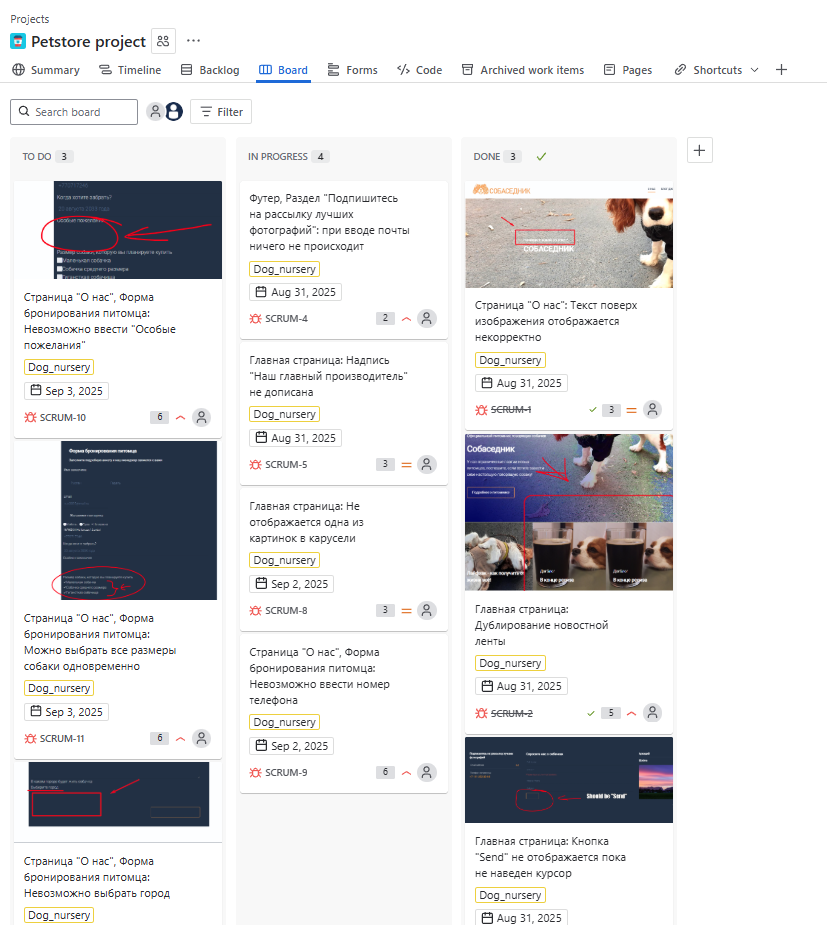 Projects
Petstore project
Summary
Timeline
Backlog
Board
Forms
Code
Archived work items
Pages
Shortcuts
Search board
Filter
TO DO 3
Когда хотите забрать?
Особые пожелания
Размер собаки, которую вы планируете купить
Маленькая собачка
Собачка среднего размера
Гигантская собачища
Страница "О нас", Форма
бронирования питомца:
Невозможно ввести "Особые
пожелания"
Dog_nursery
Sep 3, 2025
SCRUM-10 6
Форма бронирования питомца
Страница "О нас", Форма
бронирования питомца:
Можно выбрать все размеры
собаки одновременно
Dog_nursery
Sep 3, 2025
SCRUM-11 6
Страница "О нас", Форма
бронирования питомца:
Невозможно выбрать город
Dog_nursery
IN PROGRESS 4
Футер, Раздел "Подпишитесь
на рассылку лучших
фотографий": при вводе почты
ничего не происходит
Dog_nursery
Aug 31, 2025
SCRUM-4 2
Главная страница: Надпись
"Наш главный производитель"
не дописана
Dog_nursery
Aug 31, 2025
SCRUM-5 3
Главная страница: Не
отображается одна из
картинок в карусели
Dog_nursery
Sep 2, 2025
SCRUM-8 3
Страница "О нас", Форма
бронирования питомца:
Невозможно ввести номер
телефона
Dog_nursery
Sep 2, 2025
SCRUM-9 6
DONE 3
СОБАСЕДНИК
СОБАСЕДНИК
Страница "О нас": Текст поверх
изображения отображается
некорректно
Dog_nursery
Aug 31, 2025
SCRUM-1 3
Собаседник
Главная страница:
Дублирование новостной
ленты
Dog_nursery
Aug 31, 2025
SCRUM-2 5
Should be "Send"
Главная страница: Кнопка
"Send" не отображается пока
не наведен курсор
Dog_nursery
Aug 31, 2025